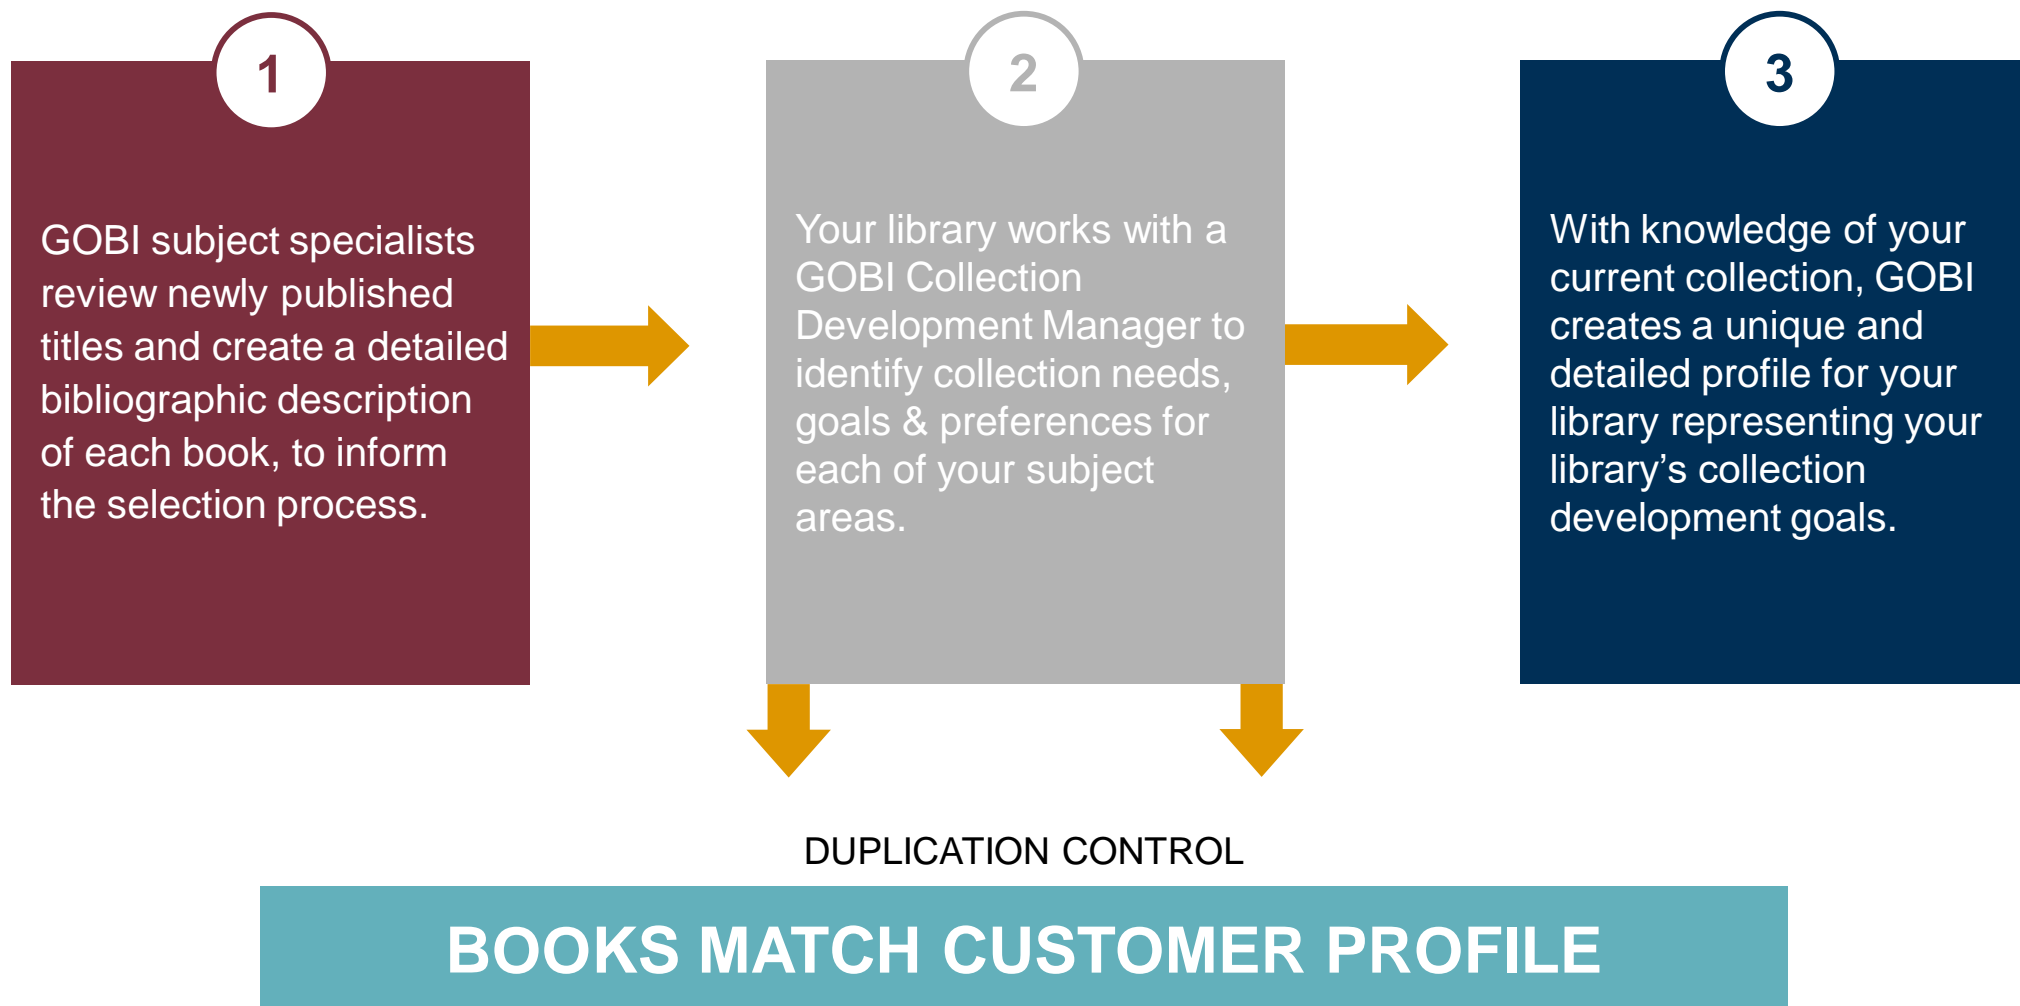 1
GOBI subject specialists
review newly published
titles and create a detailed
bibliographic description
of each book, to inform
the selection process.
2
Your library works with a
GOBI Collection
Development Manager to
identify collection needs,
goals & preferences for
each of your subject
areas.
3
With knowledge of your
current collection, GOBI
creates a unique and
detailed profile for your
library representing your
library’s collection
development goals.
DUPLICATION CONTROL
BOOKS MATCH CUSTOMER PROFILE